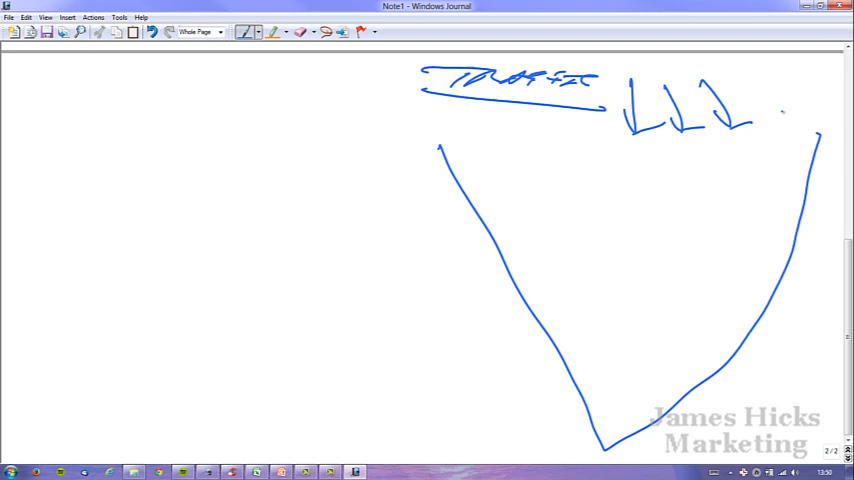 Note1 - Windows Journal
File Edit View Insert Actions Tools Help
Whole Page
TRAFFIC
James Hicks
Marketing
2/2
13:50